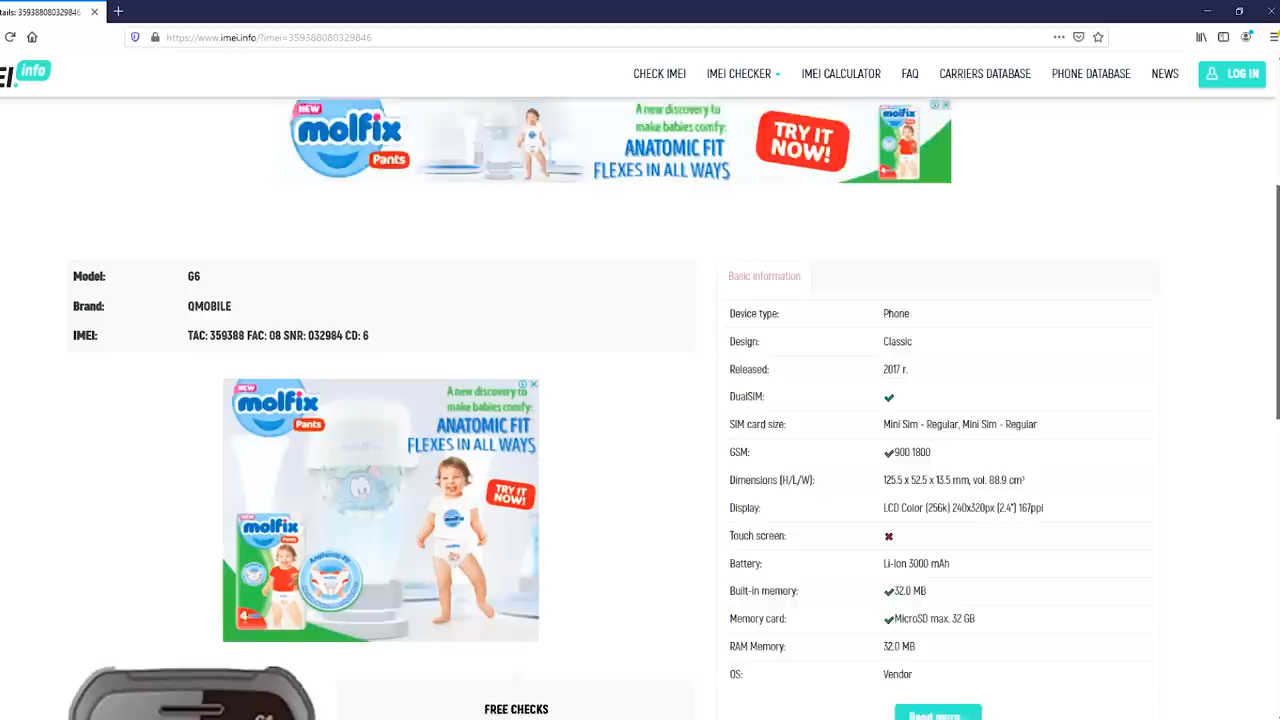 tails: 359388080329846
https://www.imei.info/?imei=359388080329846
EI.info
CHECK IMEI IMEI CHECKER IMEI CALCULATOR FAQ CARRIERS DATABASE PHONE DATABASE NEWS LOG IN
NEW
molfix
Pants
A new discovery to
make babies comfy:
ANATOMIC FIT
FLEXES IN ALL WAYS
TRY IT
NOW!
molfix
Model: G6
Brand: QMOBILE
IMEI: TAC: 359388 FAC: 08 SNR: 032984 CD: 6
NEW
molfix
Pants
A new discovery to
make babies comfy:
ANATOMIC FIT
FLEXES IN ALL WAYS
TRY IT
NOW!
molfix
4
FREE CHECKS
Basic information
Device type: Phone
Design: Classic
Released: 2017 r.
DualSIM:
SIM card size: Mini Sim - Regular, Mini Sim - Regular
GSM: 900 1800
Dimensions (H/L/W): 125.5 x 52.5 x 13.5 mm, vol. 88.9 cm³
Display: LCD Color (256k) 240x320px (2.4") 167ppi
Touch screen:
Battery: Li-Ion 3000 mAh
Built-in memory: 32.0 MB
Memory card: MicroSD max. 32 GB
RAM Memory: 32.0 MB
OS: Vendor
Read more